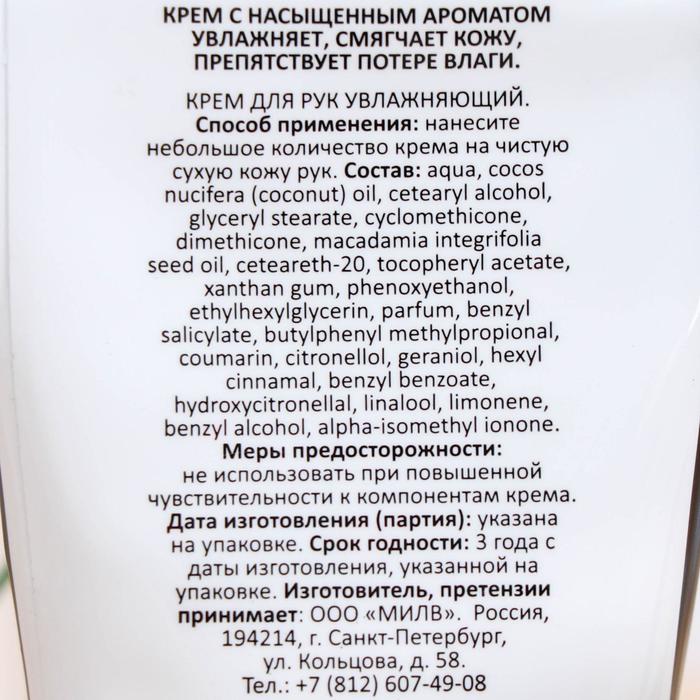 КРЕМ С НАСЫЩЕННЫМ АРОМАТОМ
УВЛАЖНЯЕТ, СМЯГЧАЕТ КОЖУ,
ПРЕПЯТСТВУЕТ ПОТЕРЕ ВЛАГИ.
КРЕМ ДЛЯ РУК УВЛАЖНЯЮЩИЙ.
Способ применения: нанесите
небольшое количество крема на чистую
сухую кожу рук. Состав: aqua, cocos
nucifera (coconut) oil, cetearyl alcohol,
glyceryl stearate, cyclomethicone,
dimethicone, macadamia integrifolia
seed oil, ceteareth-20, tocopheryl acetate,
xanthan gum, phenoxyethanol,
ethylhexylglycerin, parfum, benzyl
salicylate, butylphenyl methylpropional,
coumarin, citronellol, geraniol, hexyl
cinnamal, benzyl benzoate,
hydroxycitronellal, linalool, limonene,
benzyl alcohol, alpha-isomethyl ionone.
Меры предосторожности:
не использовать при повышенной
чувствительности к компонентам крема.
Дата изготовления (партия): указана
на упаковке. Срок годности: 3 года с
даты изготовления, указанной на
упаковке. Изготовитель, претензии
принимает: ООО «МИЛВ». Россия,
194214, г. Санкт-Петербург,
ул. Кольцова, д. 58.
Тел.: +7 (812) 607-49-08